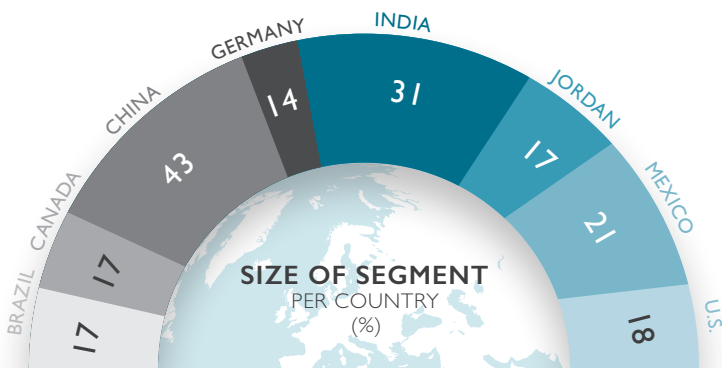 BRAZIL
17
CANADA
17
CHINA
43
GERMANY
14
INDIA
31
JORDAN
17
MEXICO
21
U.S.
18
SIZE OF SEGMENT
PER COUNTRY
(%)